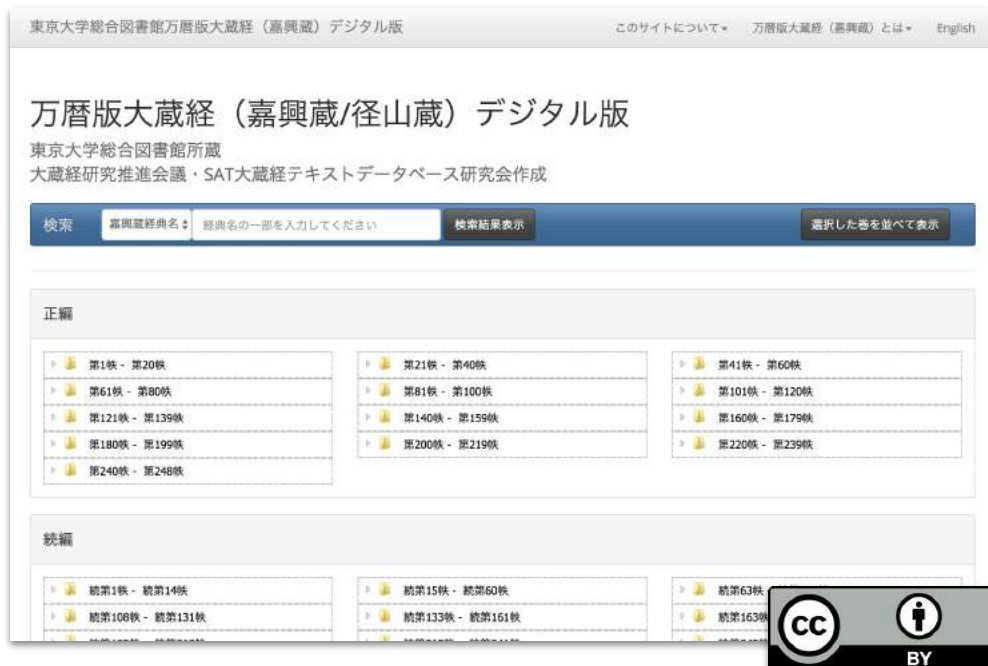 東京大学総合図書館万暦版大蔵経（嘉興蔵）デジタル版 このサイトについて▾ 万暦版大蔵経（嘉興蔵）とは▾ English
万暦版大蔵経（嘉興蔵/径山蔵）デジタル版
東京大学総合図書館所蔵
大蔵経研究推進会議・SAT大蔵経テキストデータベース研究会作成
検索 嘉興蔵経典名 経典名の一部を入力してください 検索結果表示 選択した巻を並べて表示
正編
第1帙 - 第20帙 第21帙 - 第40帙 第41帙 - 第60帙
第61帙 - 第80帙 第81帙 - 第100帙 第101帙 - 第120帙
第121帙 - 第139帙 第140帙 - 第159帙 第160帙 - 第179帙
第180帙 - 第199帙 第200帙 - 第219帙 第220帙 - 第239帙
第240帙 - 第248帙
続編
続第1帙 - 続第14帙 続第15帙 - 続第60帙 続第63帙 -
続第108帙 - 続第131帙 続第133帙 - 続第161帙 続第163帙
cc
BY